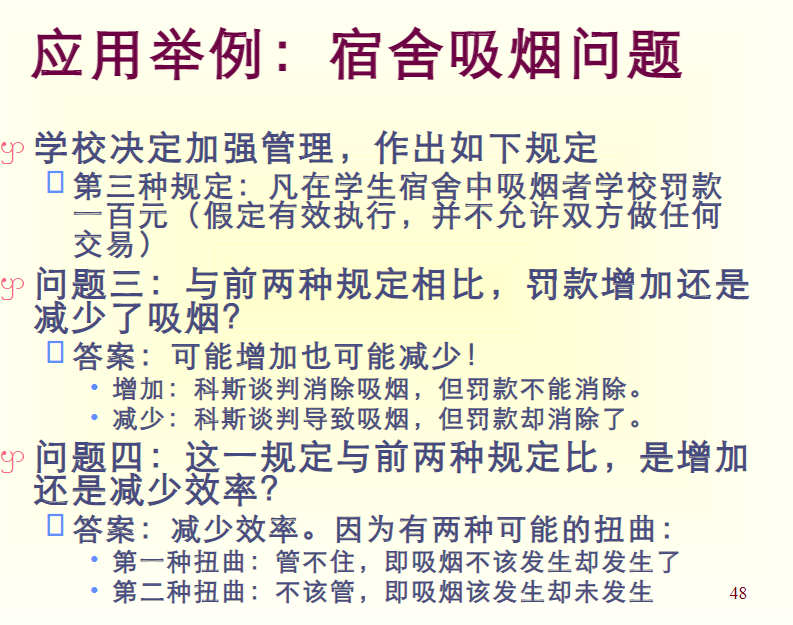 应用举例：宿舍吸烟问题
学校决定加强管理，作出如下规定
第三种规定：凡在学生宿舍中吸烟者学校罚款
一百元（假定有效执行，并不允许双方做任何
交易）
问题三：与前两种规定相比，罚款增加还是
减少了吸烟？
答案：可能增加也可能减少！
增加：科斯谈判消除吸烟，但罚款不能消除。
减少：科斯谈判导致吸烟，但罚款却消除了。
问题四：这一规定与前两种规定比，是增加
还是减少效率？
答案：减少效率。因为有两种可能的扭曲：
第一种扭曲：管不住，即吸烟不该发生却发生了
第二种扭曲：不该管，即吸烟该发生却未发生
48